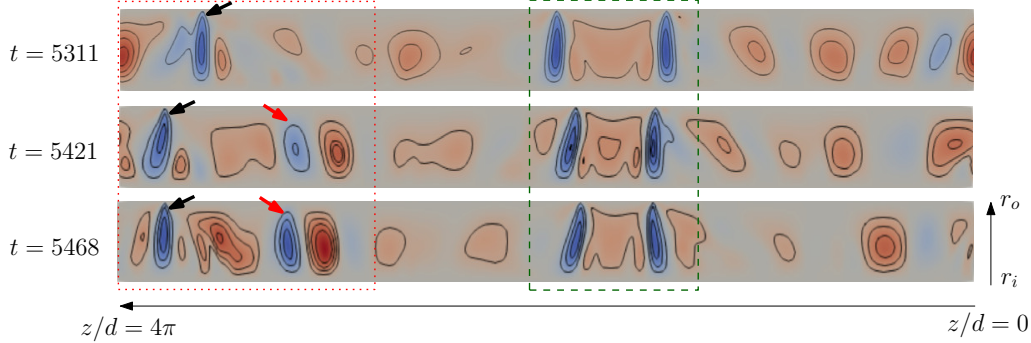 t = 5311
t = 5421
t = 5468
r_o
r_i
z/d = 4π
z/d = 0